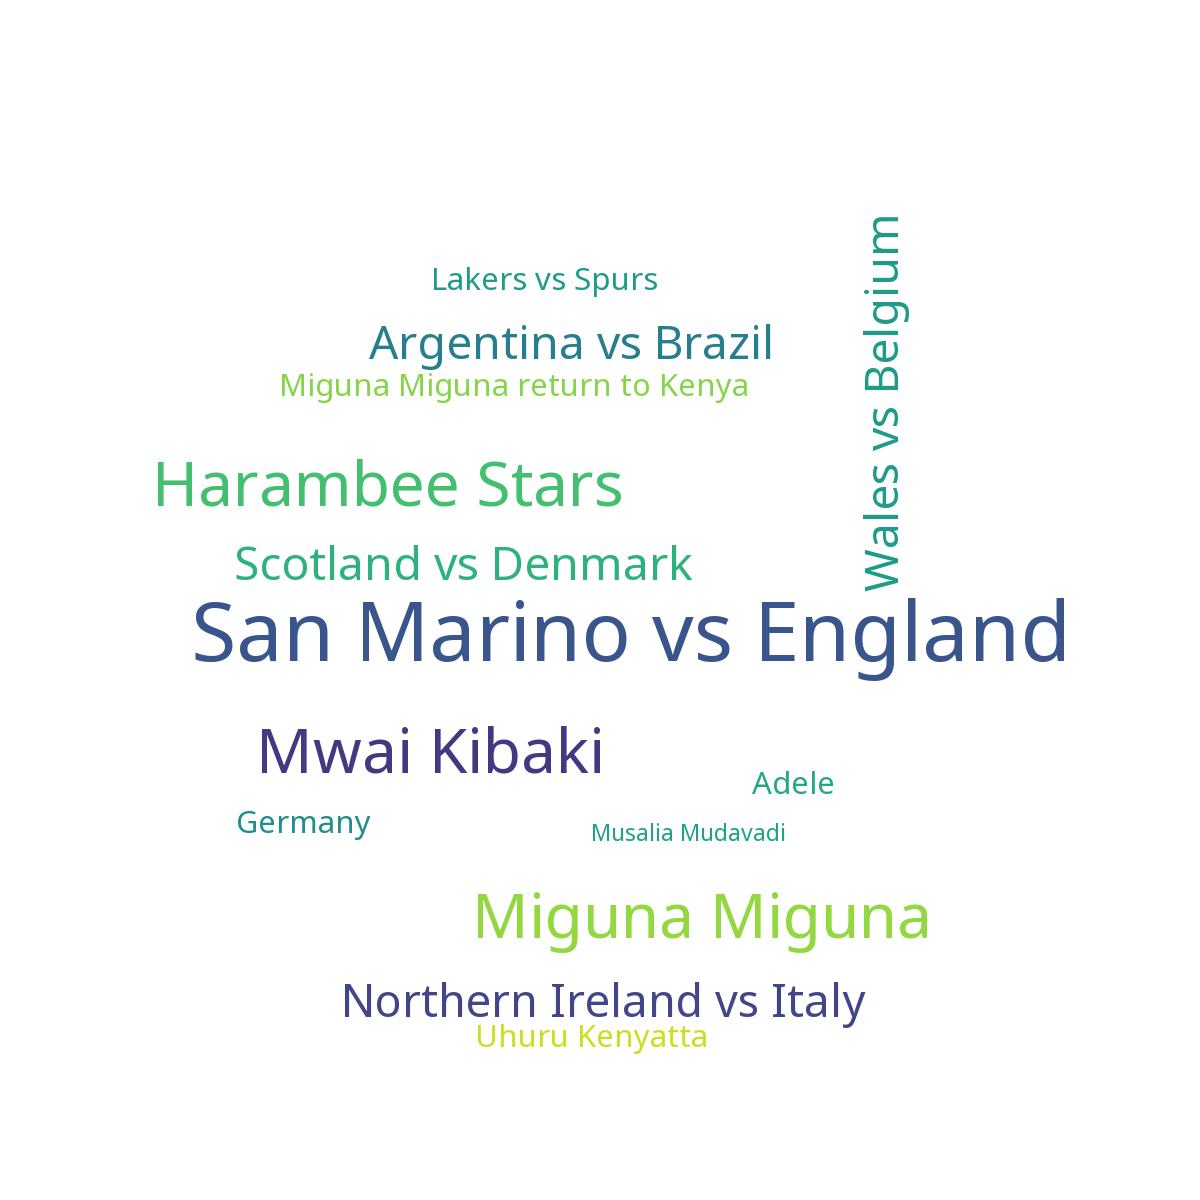 Lakers vs Spurs
Wales vs Belgium
Argentina vs Brazil
Miguna Miguna return to Kenya
Harambee Stars
Scotland vs Denmark
San Marino vs England
Mwai Kibaki
Adele
Germany
Musalia Mudavadi
Miguna Miguna
Northern Ireland vs Italy
Uhuru Kenyatta